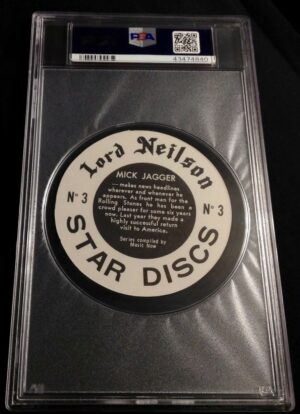 PSA
43474840
Lord Neilson
MICK JAGGER
—makes news headlines
wherever and whenever he
appears. As front man for the
Rolling Stones he has been a
crowd pleaser for some six years
now. Last year they made a
highly successful return
visit to America.
Series compiled by
Music Now
Nº 3
Nº 3
STAR DISCS